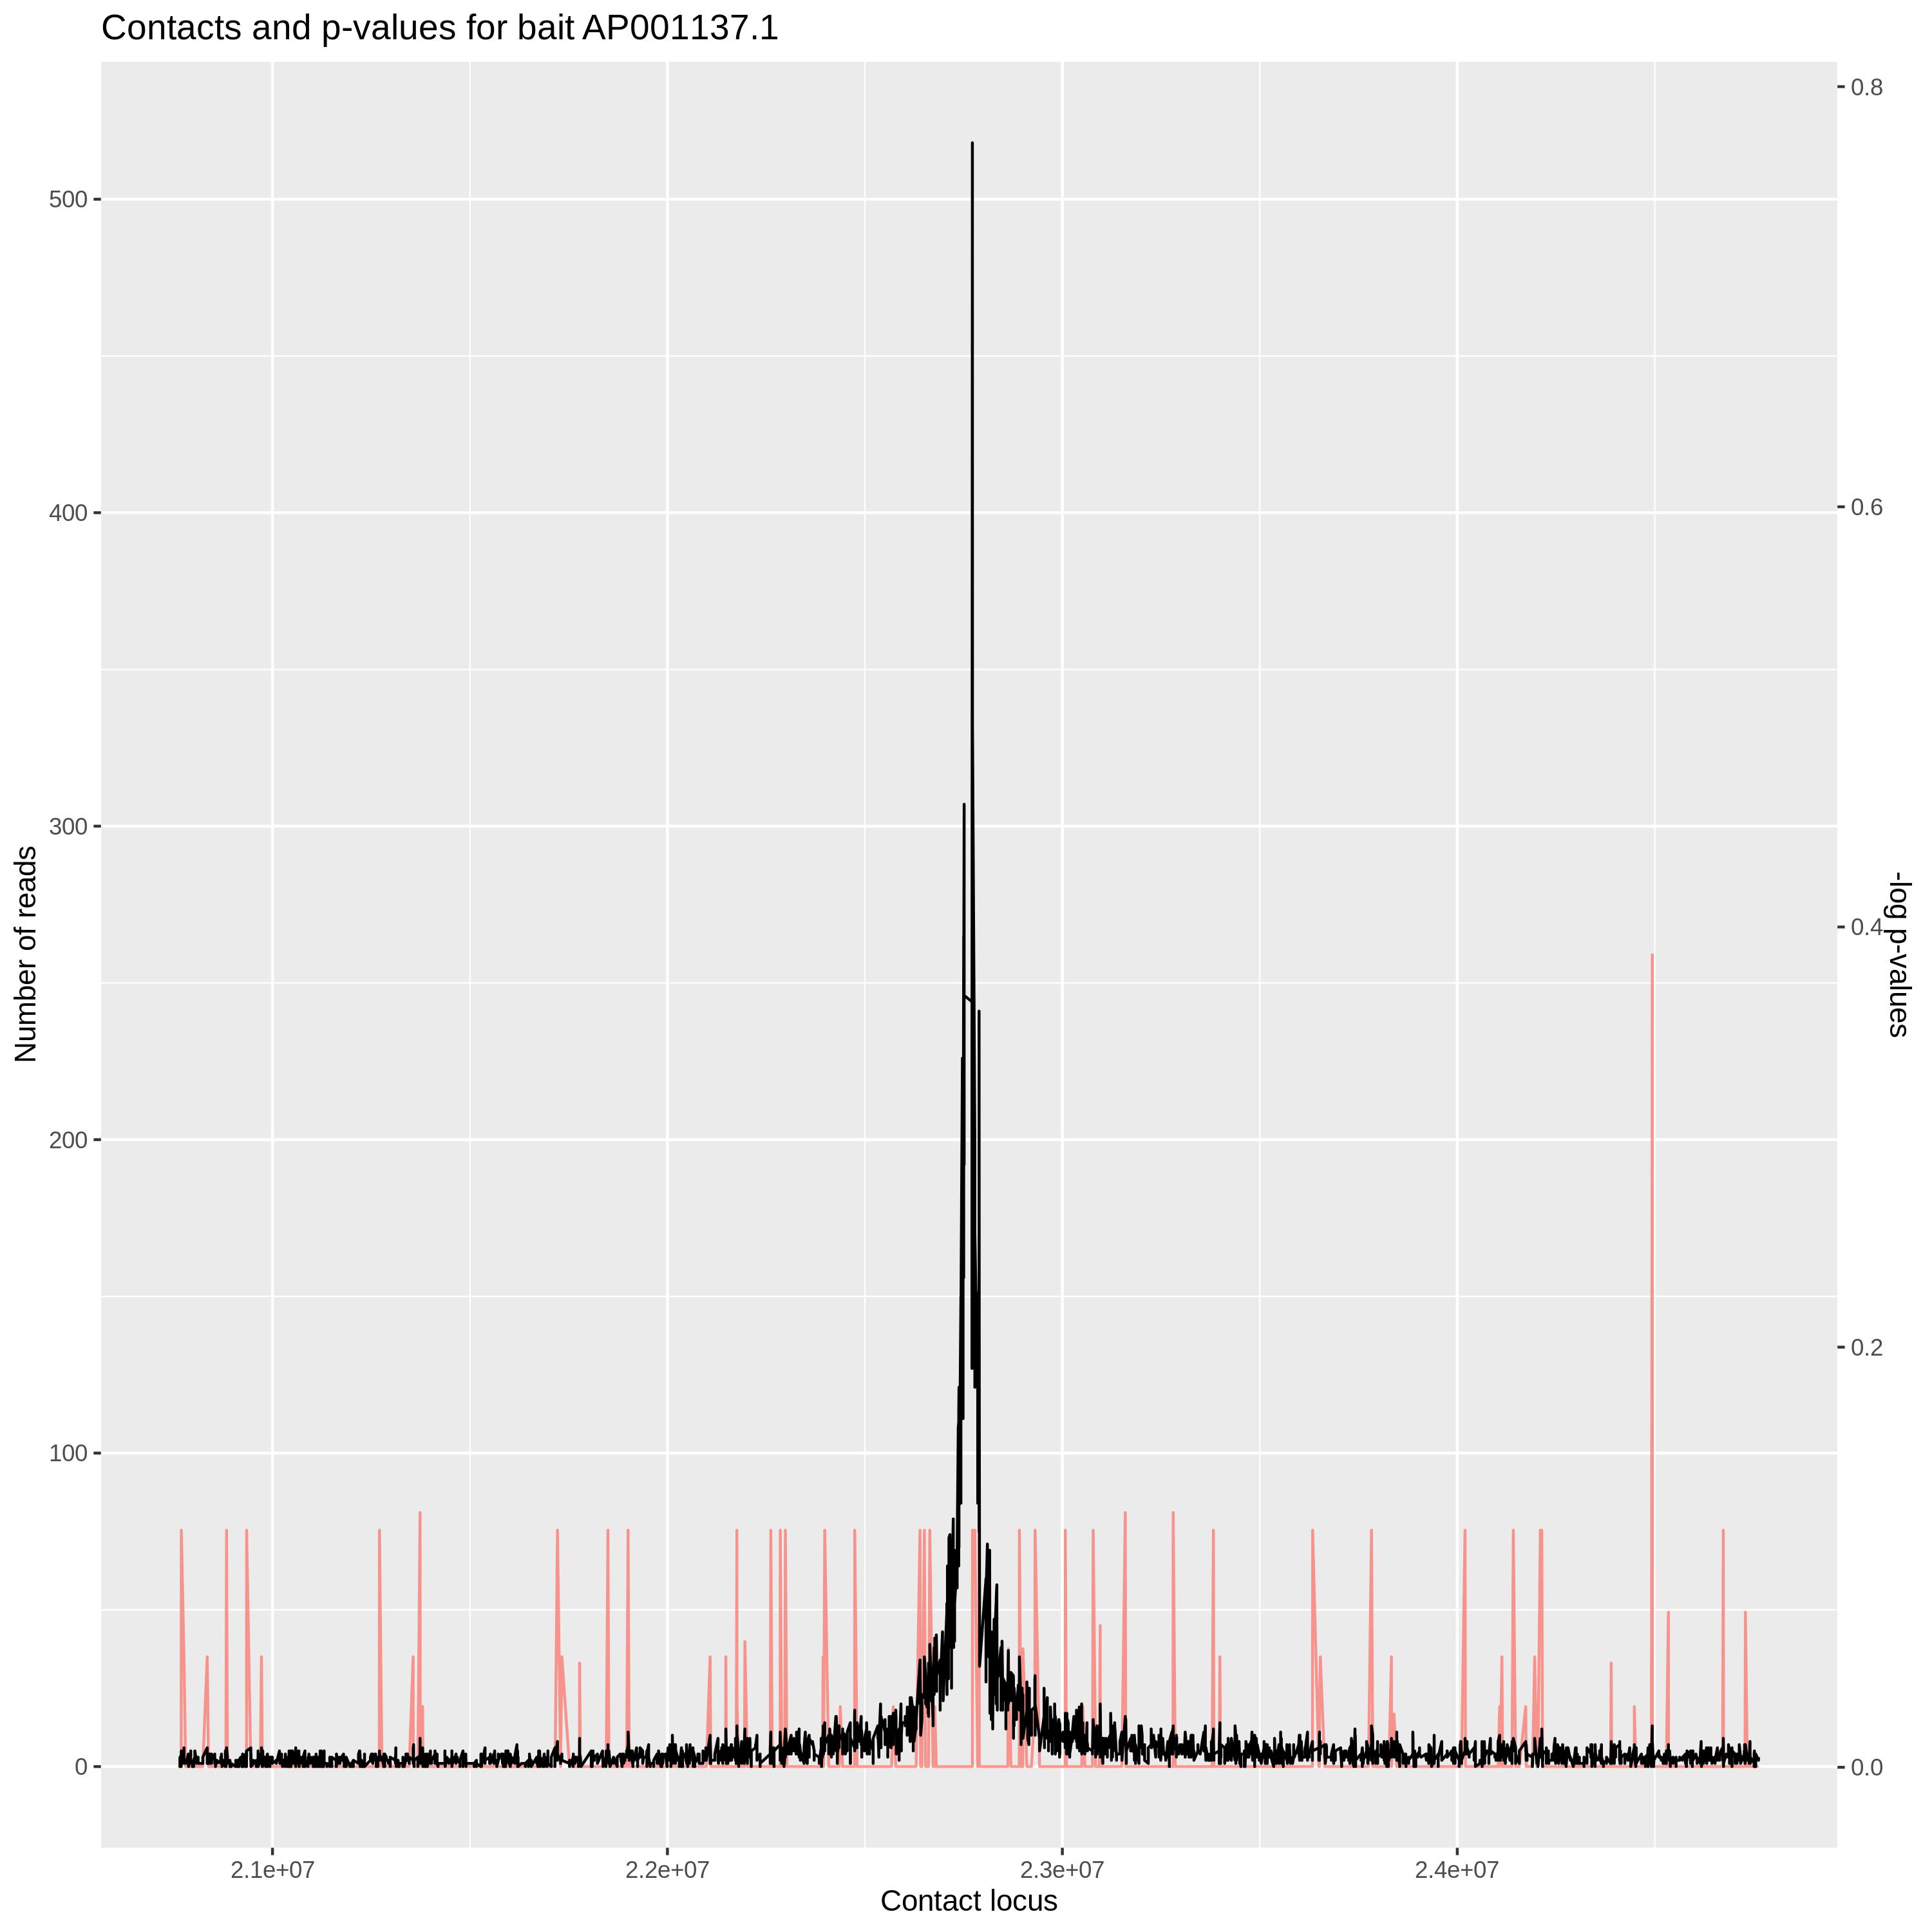 Contacts and p-values for bait AP001137.1
500
400
300
200
100
0
Number of reads
0.8
0.6
0.4
0.2
0.0
-log p-values
2.1e+07
2.2e+07
2.3e+07
2.4e+07
Contact locus